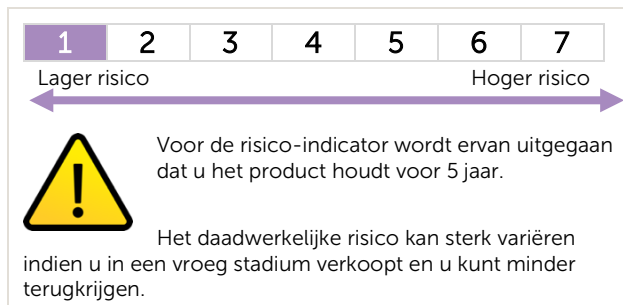 1 2 3 4 5 6 7
Lager risico Hoger risico
Voor de risico-indicator wordt ervan uitgegaan
dat u het product houdt voor 5 jaar.
Het daadwerkelijke risico kan sterk variëren
indien u in een vroeg stadium verkoopt en u kunt minder
terugkrijgen.